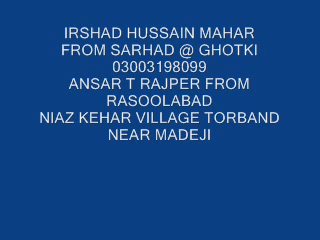 IRSHAD HUSSAIN MAHAR
FROM SARHAD @ GHOTKI
03003198099
ANSAR T RAJPER FROM
RASOOLABAD
NIAZ KEHAR VILLAGE TORBAND
NEAR MADEJI